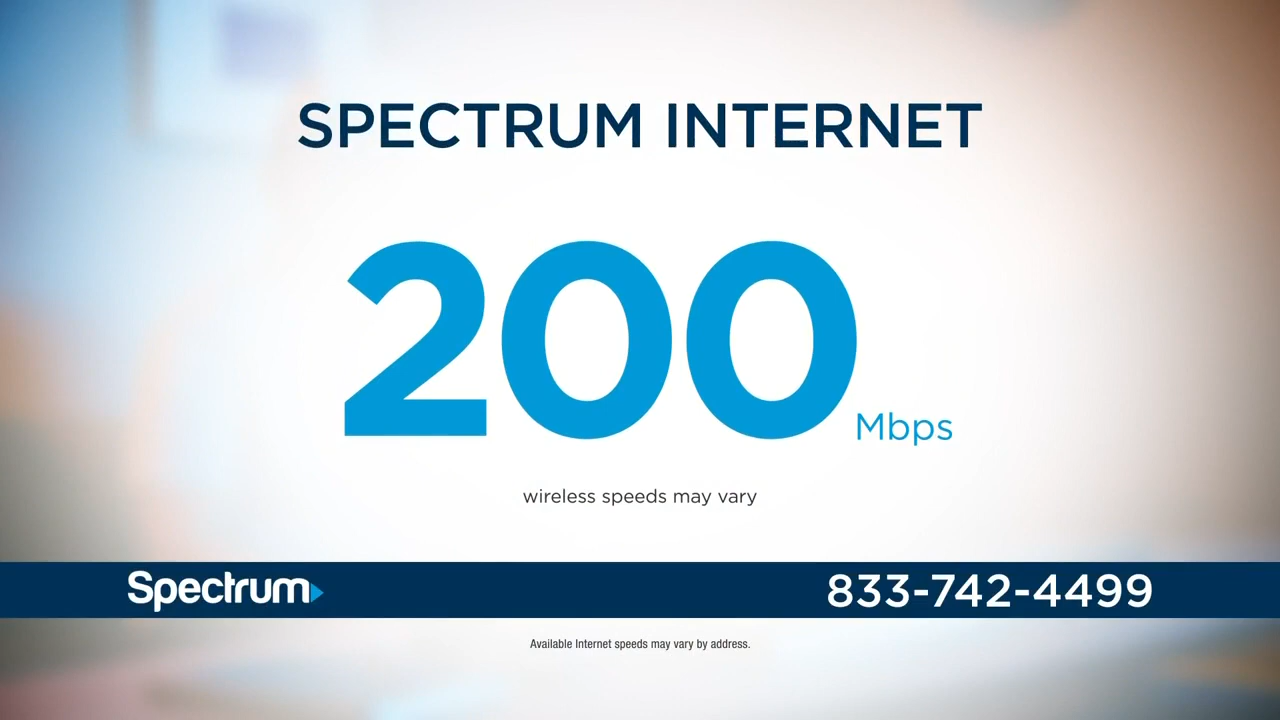 SPECTRUM INTERNET
200 Mbps
wireless speeds may vary
Spectrum
833-742-4499
Available Internet speeds may vary by address.